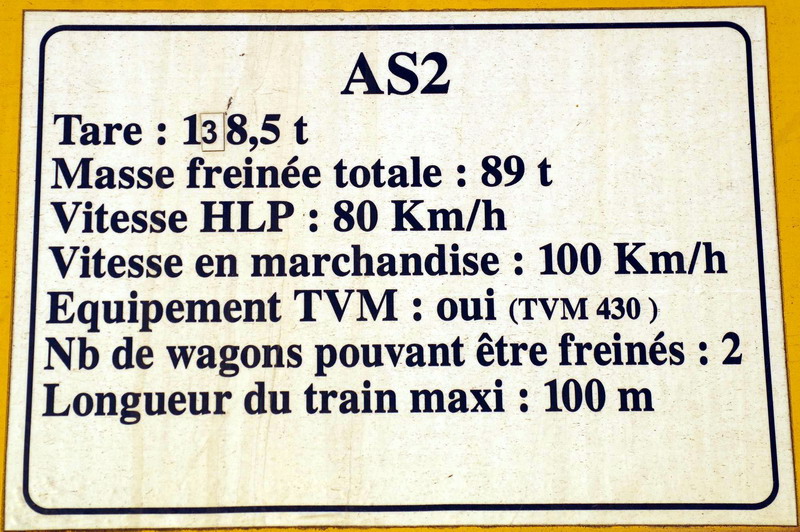 AS2
Tare : 138,5 t
Masse freinée totale : 89 t
Vitesse HLP : 80 Km/h
Vitesse en marchandise : 100 Km/h
Equipement TVM : oui (TVM 430 )
Nb de wagons pouvant être freinés : 2
Longueur du train maxi : 100 m